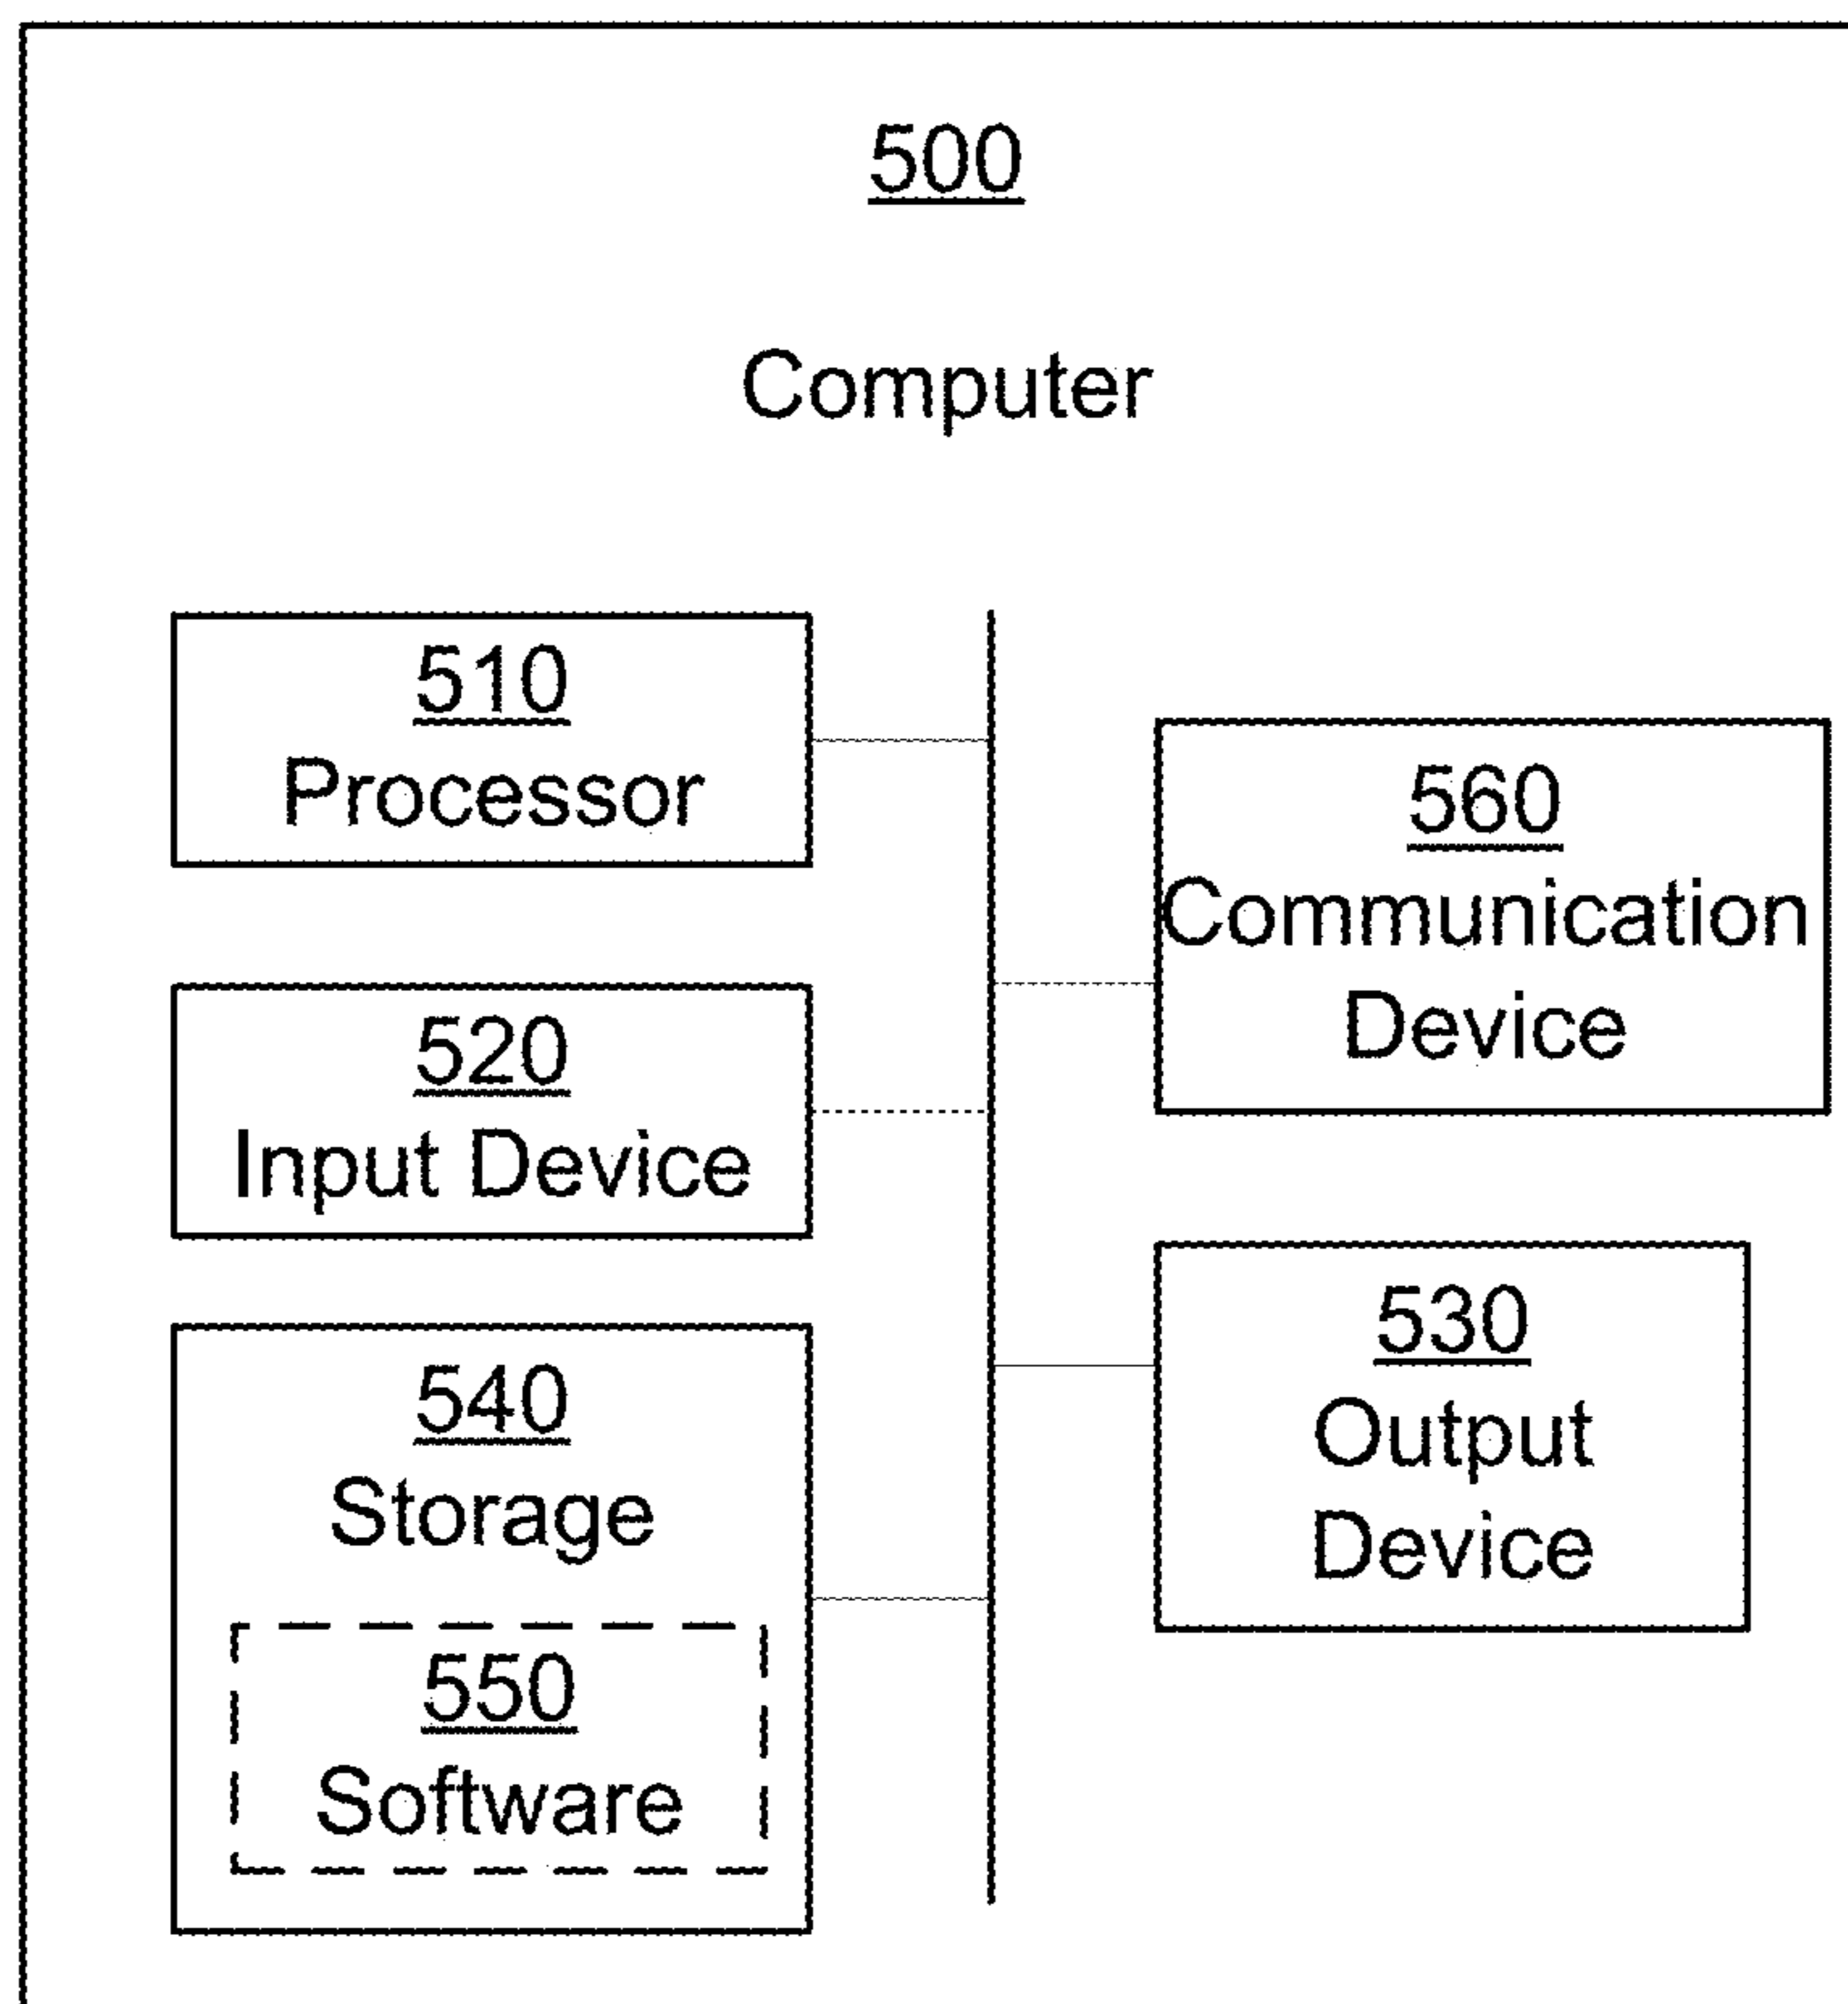 500
Computer
510
Processor
520
Input Device
540
Storage
550
Software
560
Communication
Device
530
Output
Device